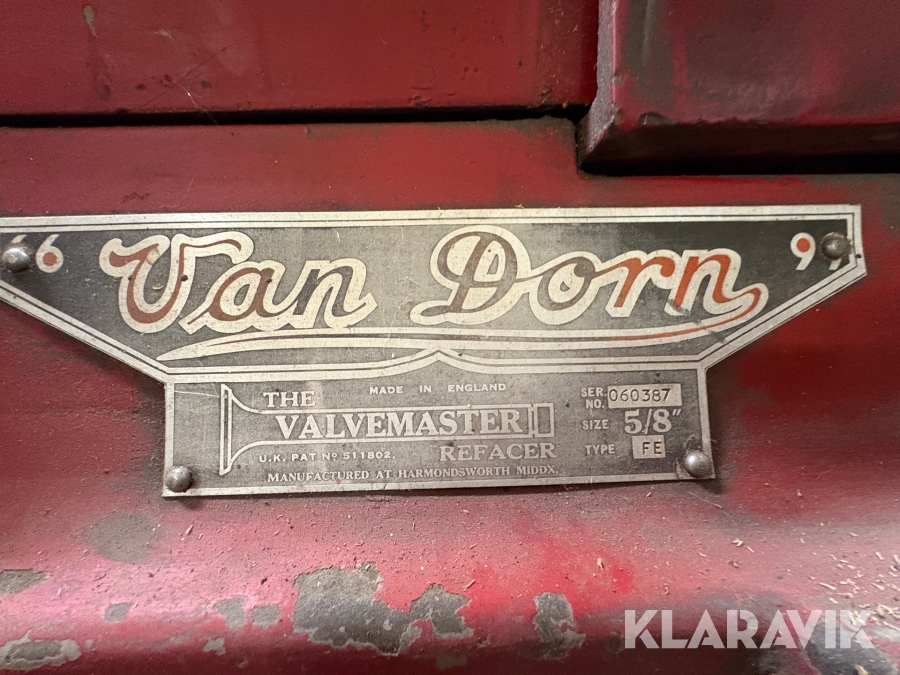 “Van Dorn”
MADE IN ENGLAND
THE
VALVEMASTER
REFACER
U.K. PAT Nº 511802.
MANUFACTURED AT HARMONDSWORTH MIDDX.
SER. NO. 060387
SIZE 5/8"
TYPE FE
KLARAVIK